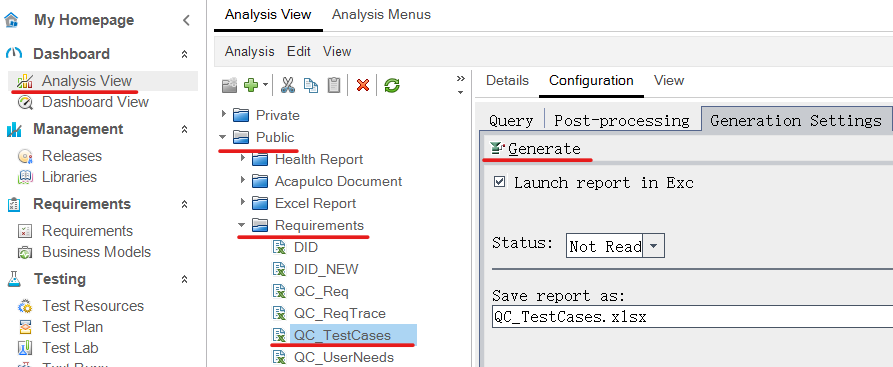 My Homepage
Dashboard
Analysis View
Dashboard View
Management
Releases
Libraries
Requirements
Requirements
Business Models
Testing
Test Resources
Test Plan
Test Lab
Analysis View Analysis Menus
Analysis Edit View
Private
Public
Health Report
Acapulco Document
Excel Report
Requirements
DID
DID_NEW
QC_Req
QC_ReqTrace
QC_TestCases
QC_UserNeeds
Details Configuration View
Query Post-processing Generation Settings
Generate
Launch report in Exc
Status: Not Read
Save report as:
QC_TestCases.xlsx